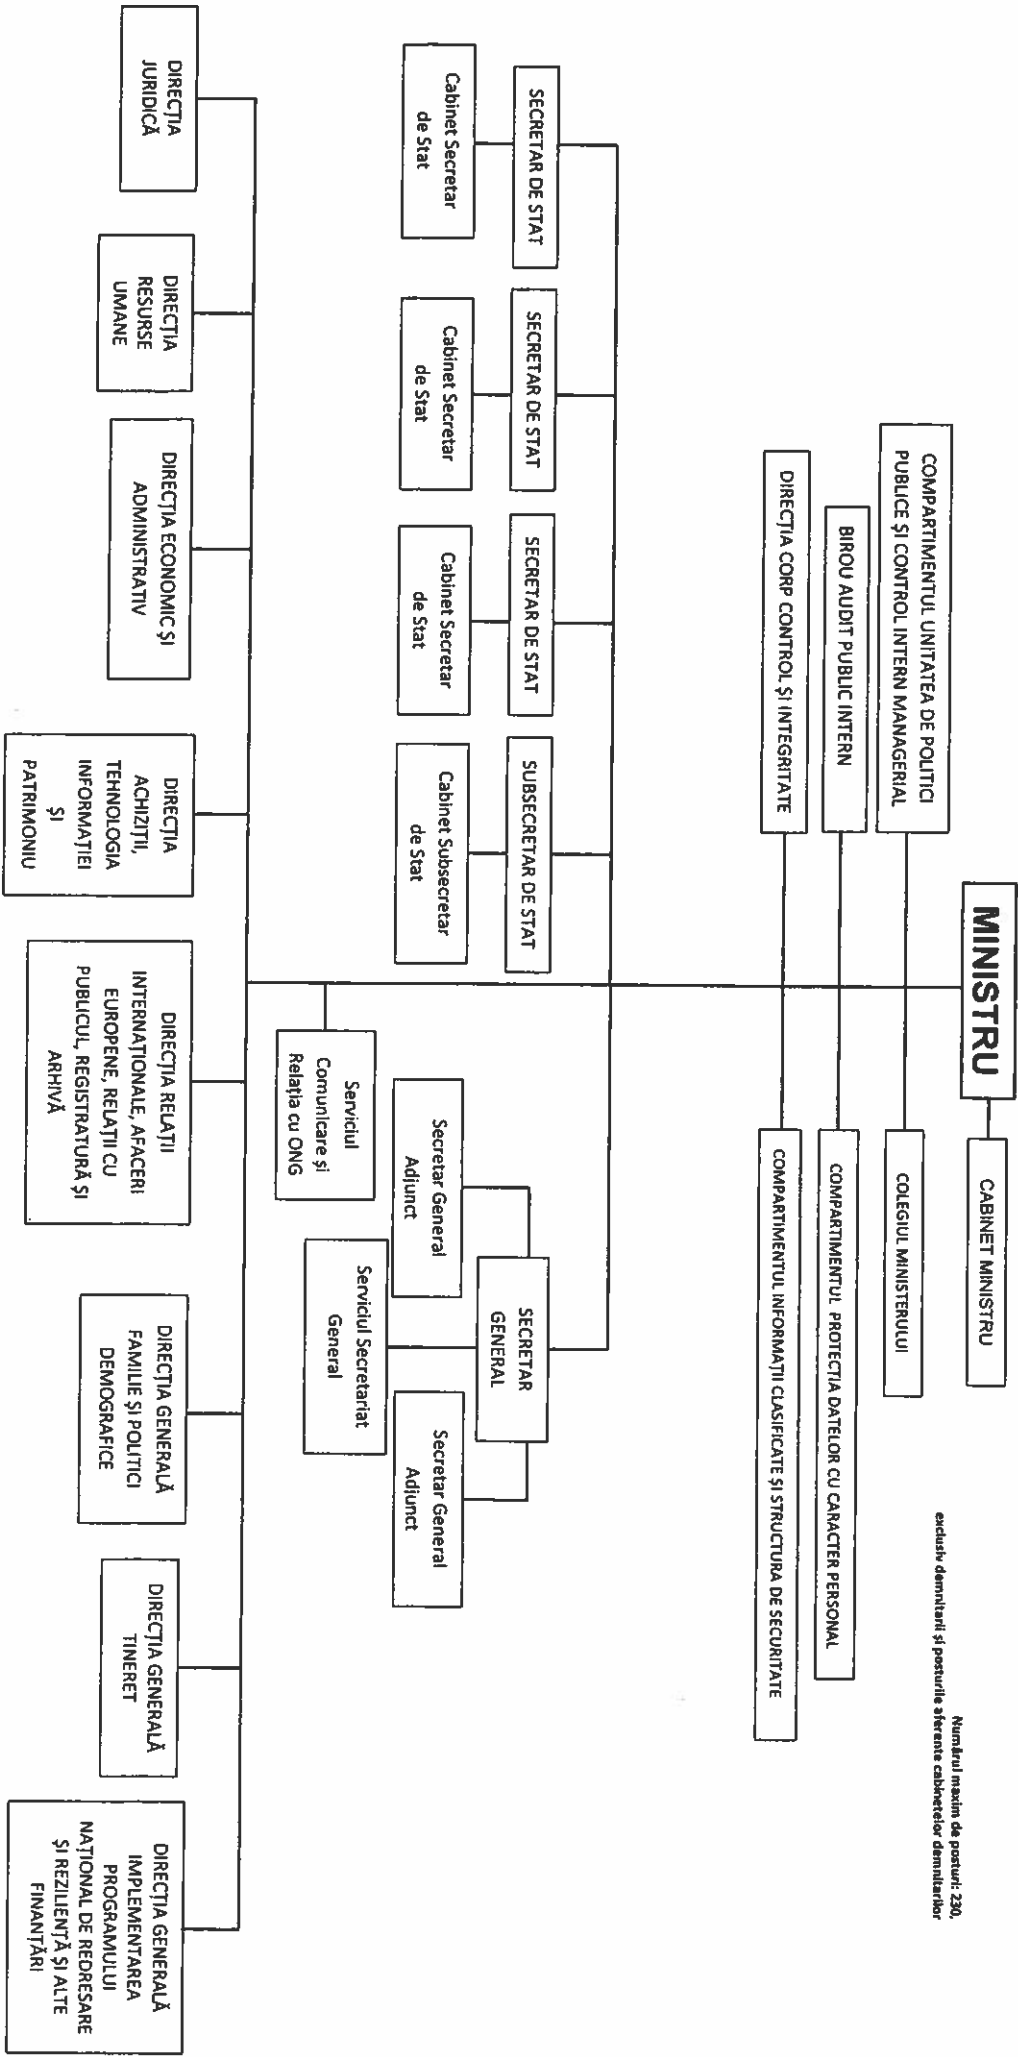 MINISTRU
CABINET MINISTRU
Numărul maxim de posturi: 230,
exclusiv demnitarii și posturile aferente cabinetelor demnitarilor
COMPARTIMENTUL UNITATEA DE POLITICI
PUBLICE ȘI CONTROL INTERN MANAGERIAL
COLEGIUL MINISTERULUI
BIROU AUDIT PUBLIC INTERN
COMPARTIMENTUL PROTECȚIA DATELOR CU CARACTER PERSONAL
DIRECȚIA CORP CONTROL ȘI INTEGRITATE
COMPARTIMENTUL INFORMAȚII CLASIFICATE ȘI STRUCTURA DE SECURITATE
SECRETAR DE STAT
Cabinet Secretar
de Stat
SECRETAR DE STAT
Cabinet Secretar
de Stat
SECRETAR DE STAT
Cabinet Secretar
de Stat
SUBSECRETAR DE STAT
Cabinet Subsecretar
de Stat
SECRETAR
GENERAL
Secretar General
Adjunct
Secretar General
Adjunct
Serviciul Secretariat
General
Serviciul
Comunicare și
Relația cu ONG
DIRECȚIA
JURIDICĂ
DIRECȚIA
RESURSE
UMANE
DIRECȚIA ECONOMIC ȘI
ADMINISTRATIV
DIRECȚIA
ACHIZIȚII,
TEHNOLOGIA
INFORMAȚIEI
ȘI
PATRIMONIU
DIRECȚIA RELAȚII
INTERNAȚIONALE, AFACERI
EUROPENE, RELAȚII CU
PUBLICUL, REGISTRATURĂ ȘI
ARHIVĂ
DIRECȚIA GENERALĂ
FAMILIE ȘI POLITICI
DEMOGRAFICE
DIRECȚIA GENERALĂ
TINERET
DIRECȚIA GENERALĂ
IMPLEMENTAREA
PROGRAMULUI
NAȚIONAL DE REDRESARE
ȘI REZILIENȚĂ ȘI ALTE
FINANȚĂRI